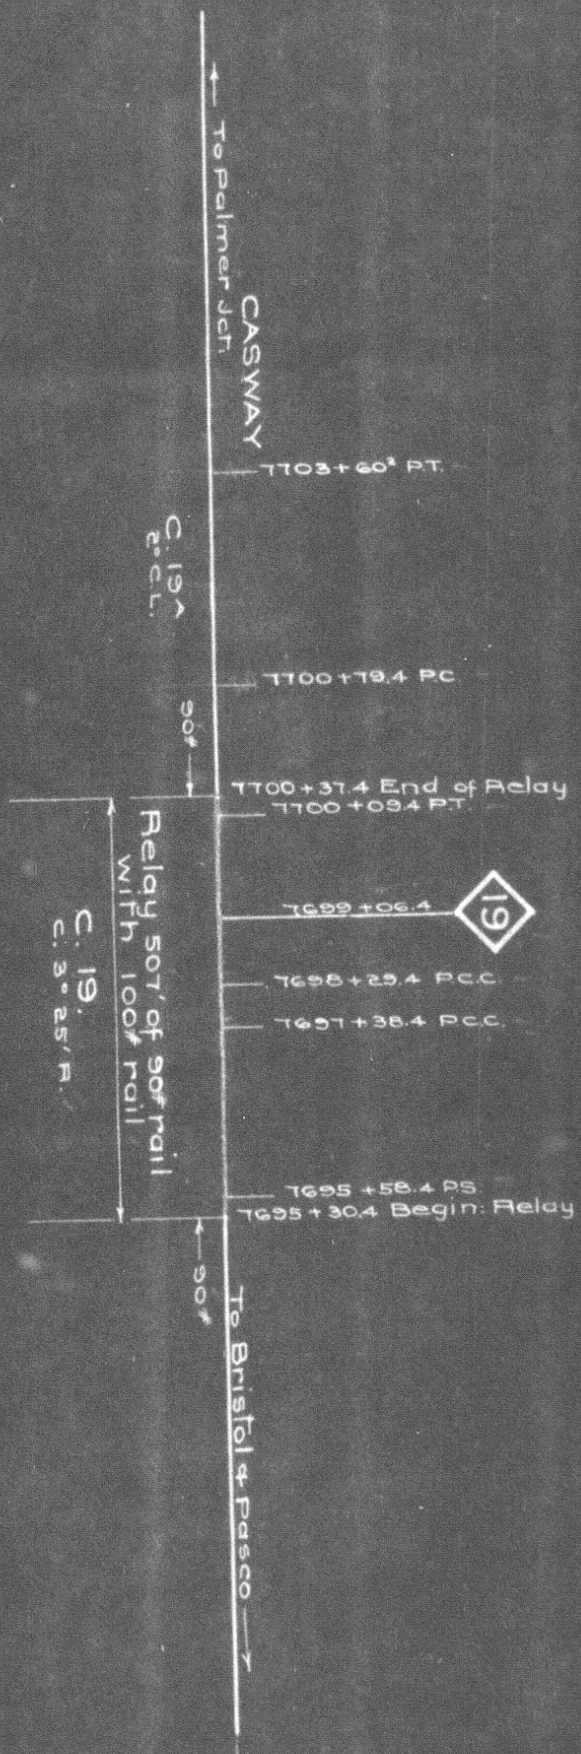 To Palmer Jct.
CASWAY
7703+60² P.T.
C. 19A
2° C.L.
7700+79.4 P.C
90#
7700+37.4 End of Relay
7700+09.4 P.T.
Relay 507' of 90# rail
with 100# rail
C. 19.
C. 3° 25' R.
7699+06.4
19
7698+29.4 P.C.C.
7697+38.4 P.C.C.
7695+58.4 P.S.
7695+30.4 Begin: Relay
90#
To Bristol & Pasco